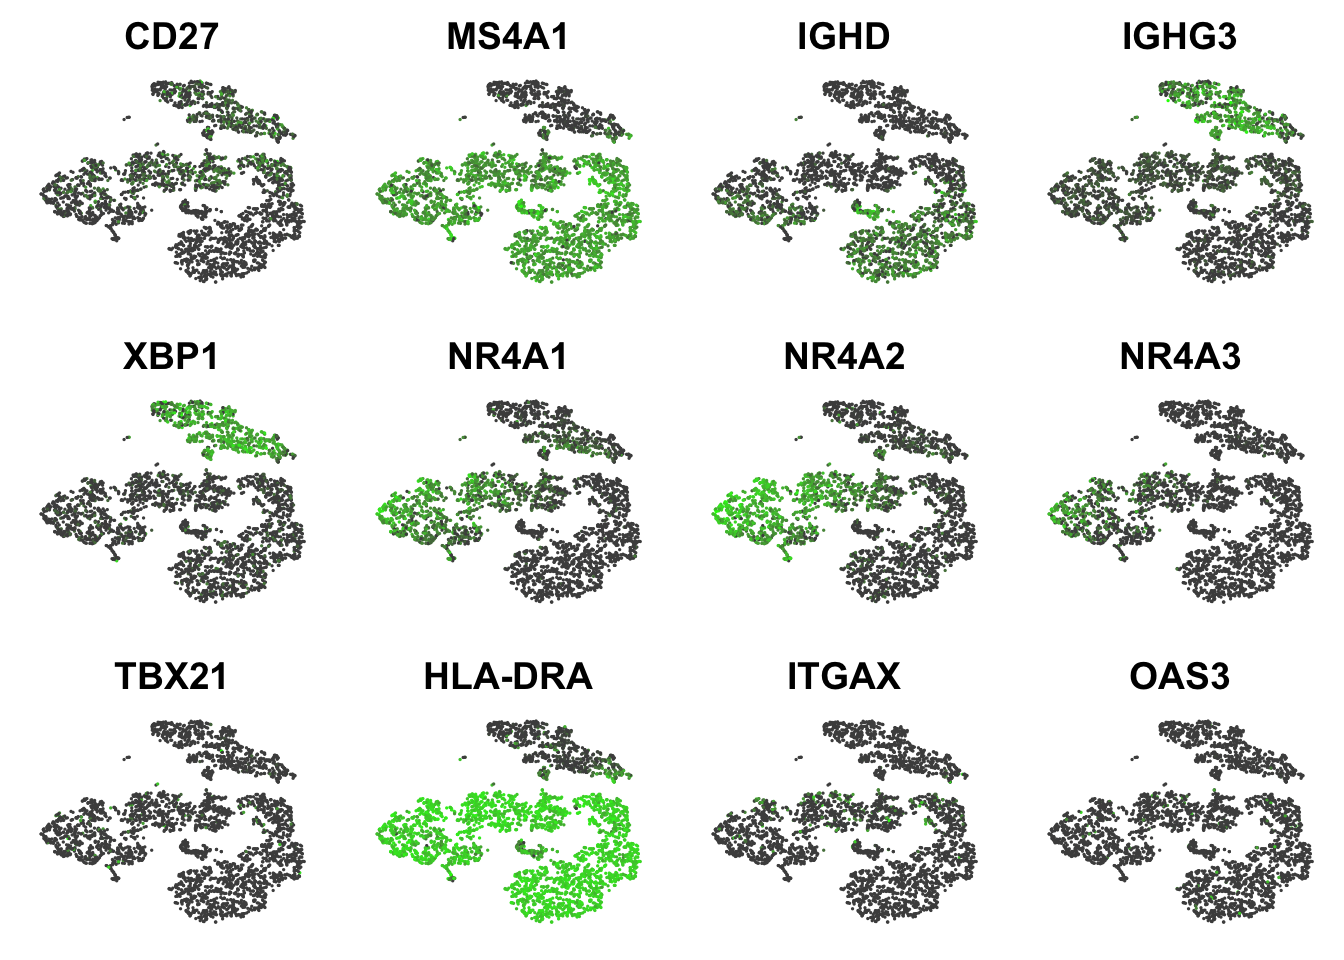 CD27 MS4A1 IGHD IGHG3
XBP1 NR4A1 NR4A2 NR4A3
TBX21 HLA-DRA ITGAX OAS3